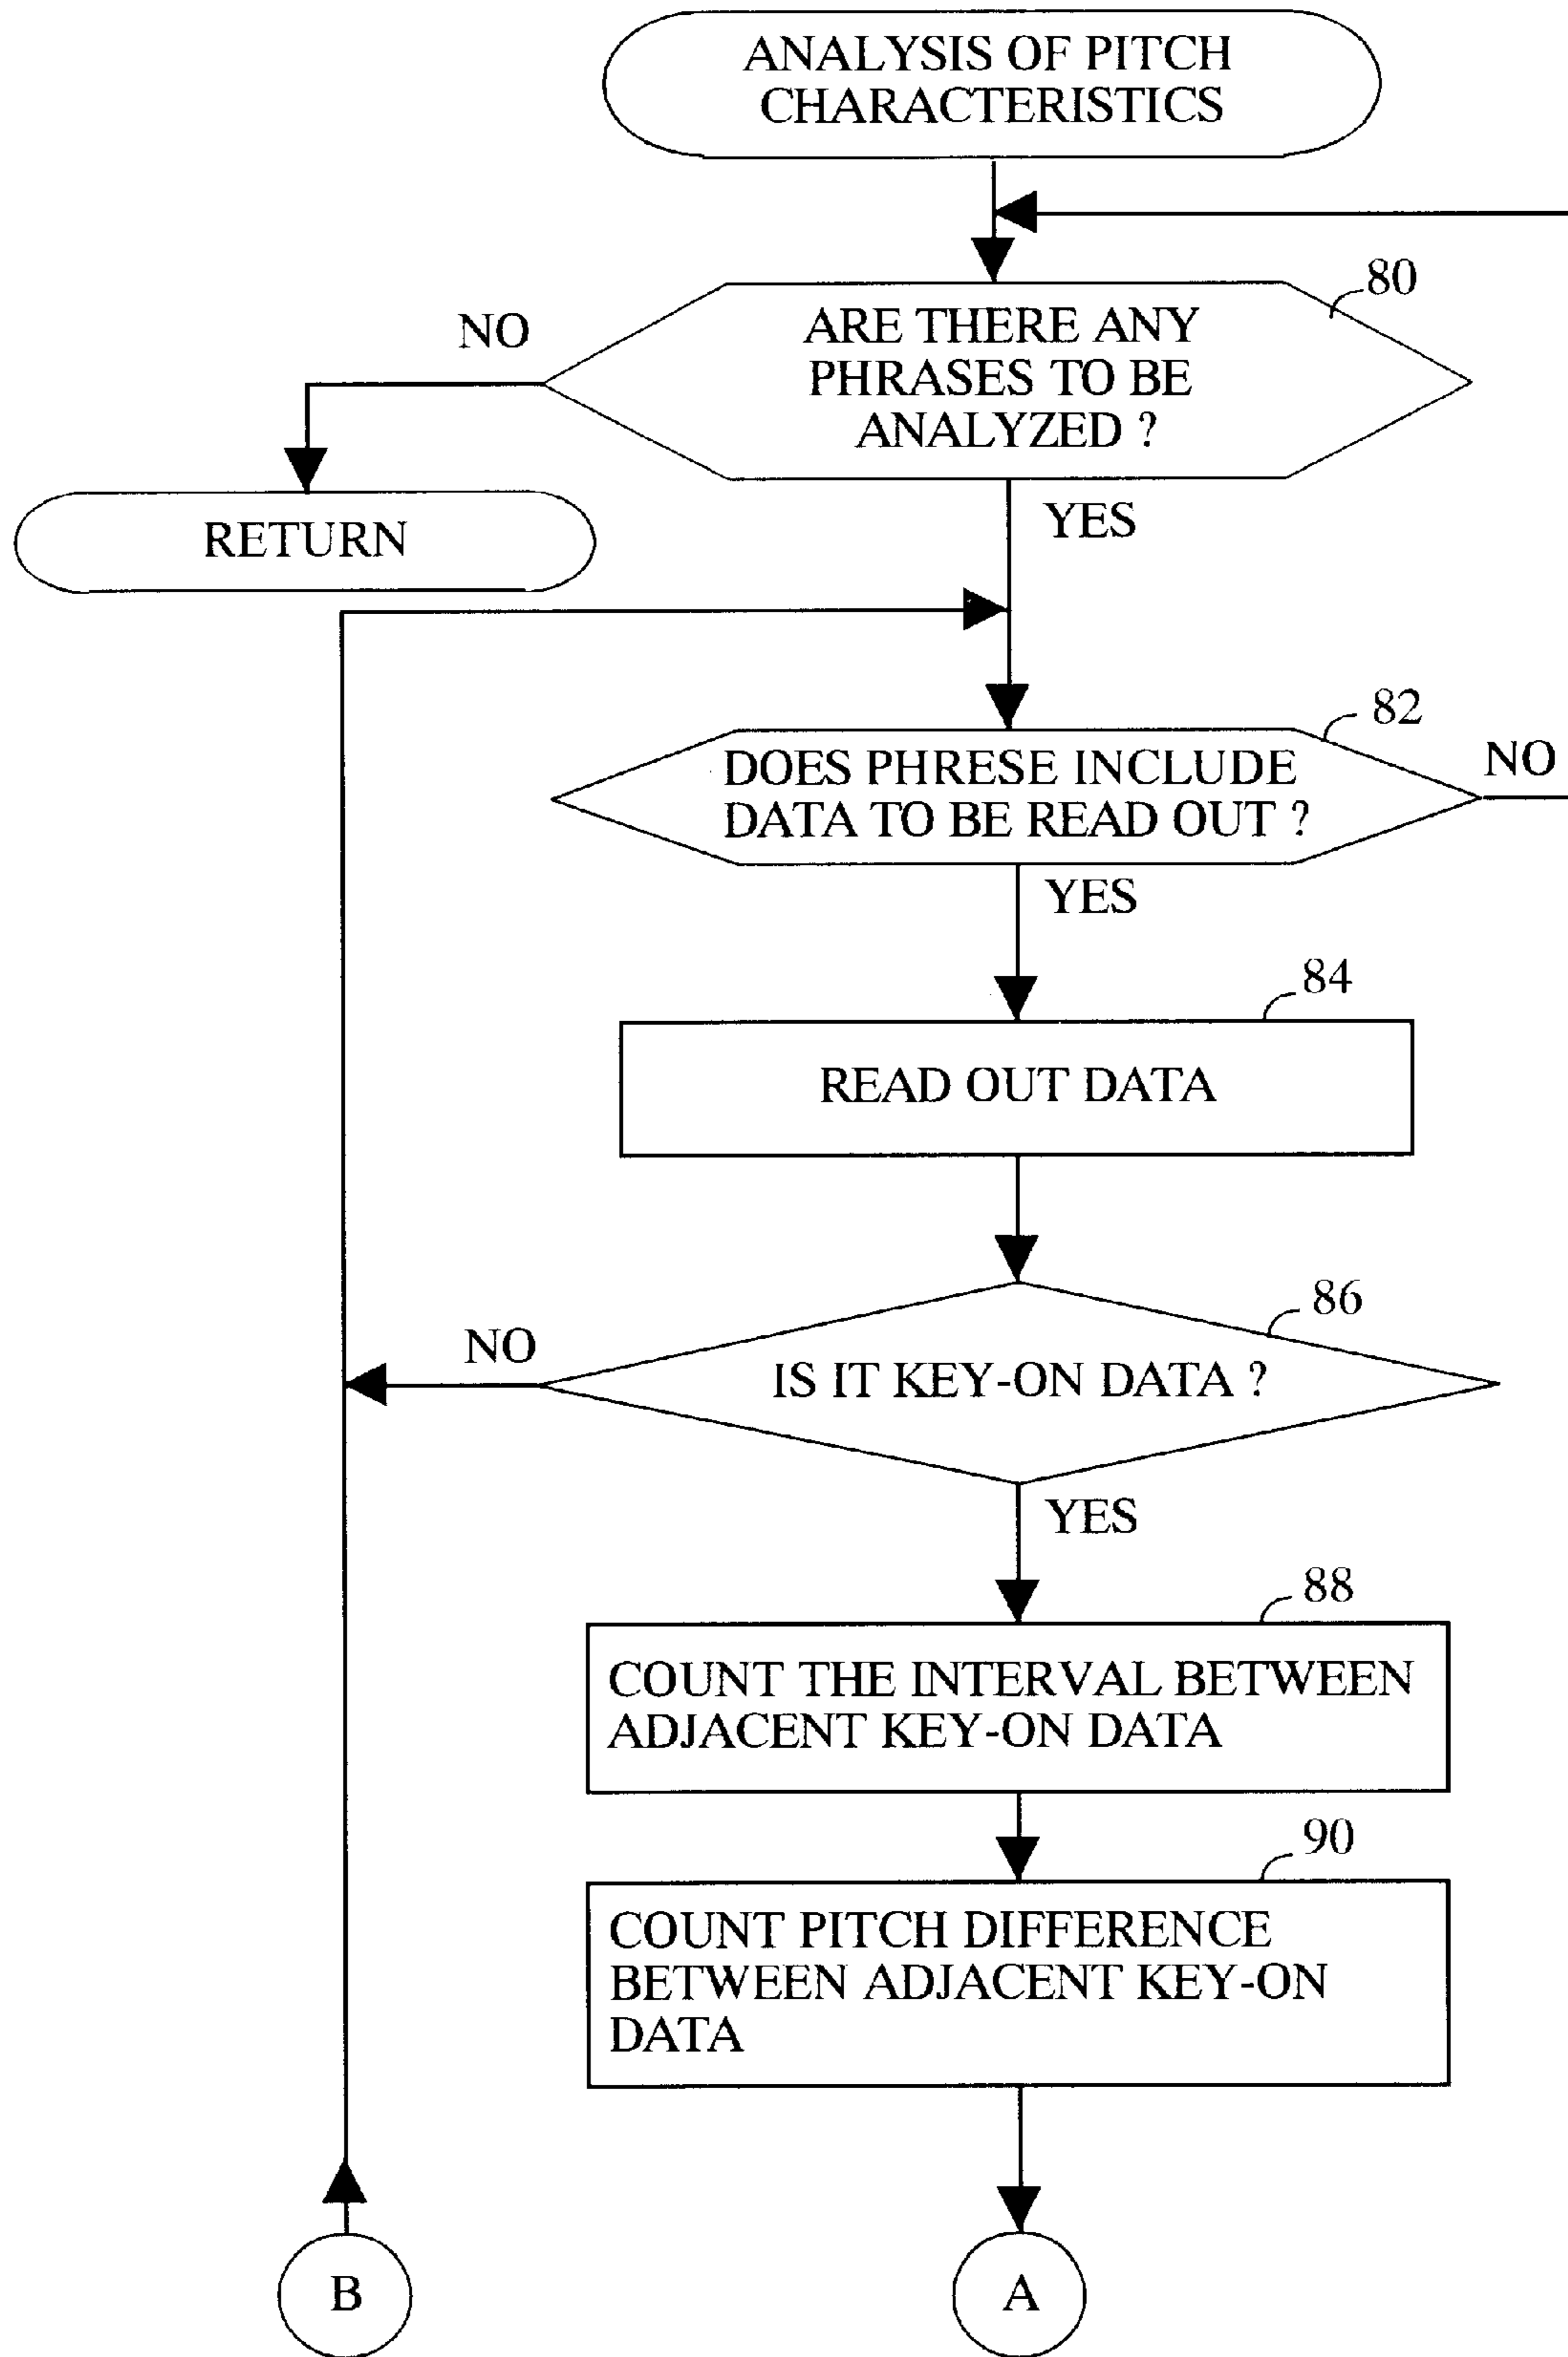 ANALYSIS OF PITCH
CHARACTERISTICS
80
NO
ARE THERE ANY
PHRASES TO BE
ANALYZED ?
RETURN
YES
82
DOES PHRESE INCLUDE
DATA TO BE READ OUT ?
NO
YES
84
READ OUT DATA
86
NO
IS IT KEY-ON DATA ?
YES
88
COUNT THE INTERVAL BETWEEN
ADJACENT KEY-ON DATA
90
COUNT PITCH DIFFERENCE
BETWEEN ADJACENT KEY-ON
DATA
B
A